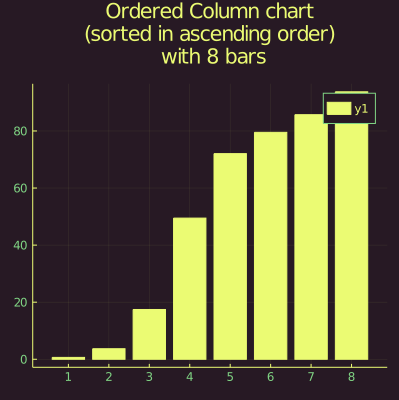 Ordered Column chart
(sorted in ascending order)
with 8 bars
y1
80
60
40
20
0
1 2 3 4 5 6 7 8